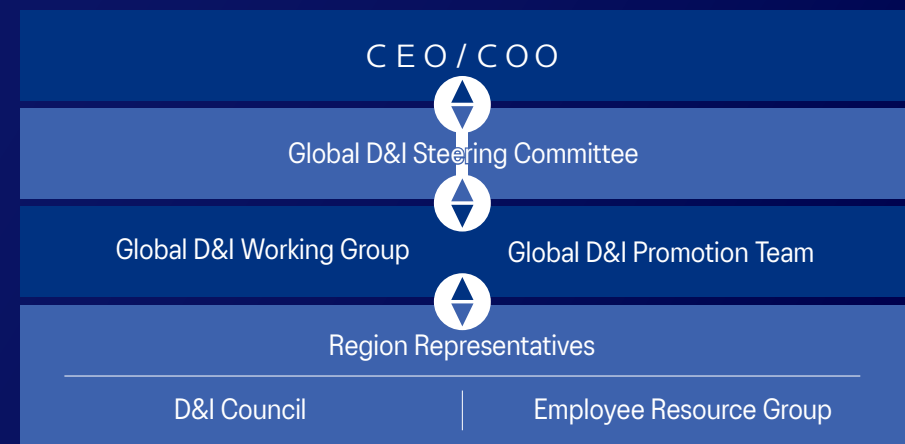 CEO/COO
Global D&I Steering Committee
Global D&I Working Group
Global D&I Promotion Team
Region Representatives
D&I Council
Employee Resource Group